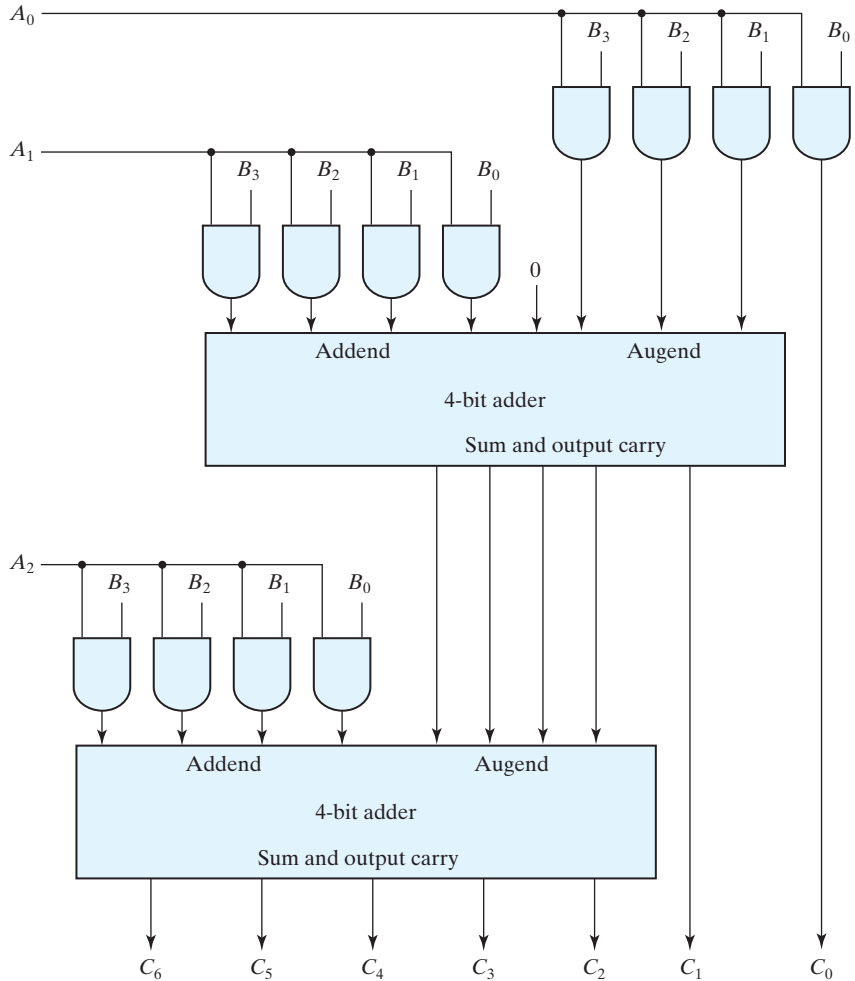 A₀
B₃ B₂ B₁ B₀
A₁
B₃ B₂ B₁ B₀
0
Addend Augend
4-bit adder
Sum and output carry
A₂
B₃ B₂ B₁ B₀
Addend Augend
4-bit adder
Sum and output carry
C₆ C₅ C₄ C₃ C₂ C₁ C₀